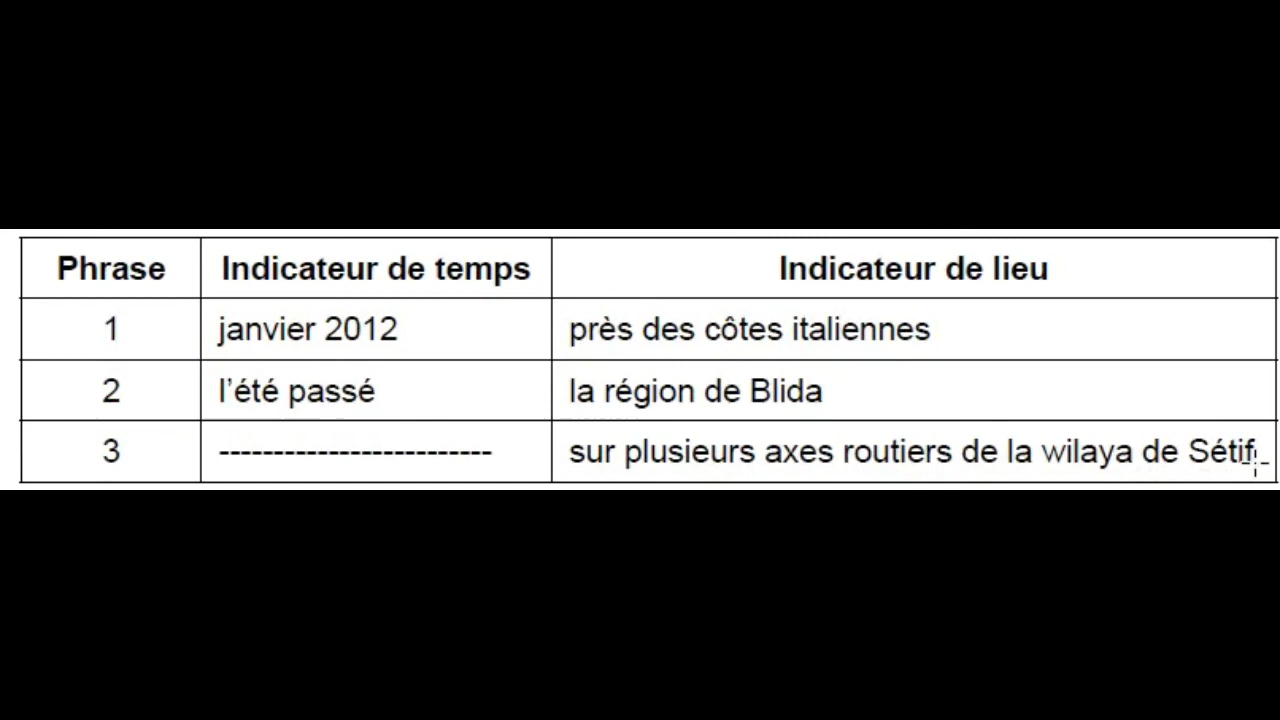 Phrase Indicateur de temps Indicateur de lieu
1 janvier 2012 près des côtes italiennes
2 l'été passé la région de Blida
3 ------------------------- sur plusieurs axes routiers de la wilaya de Sétif